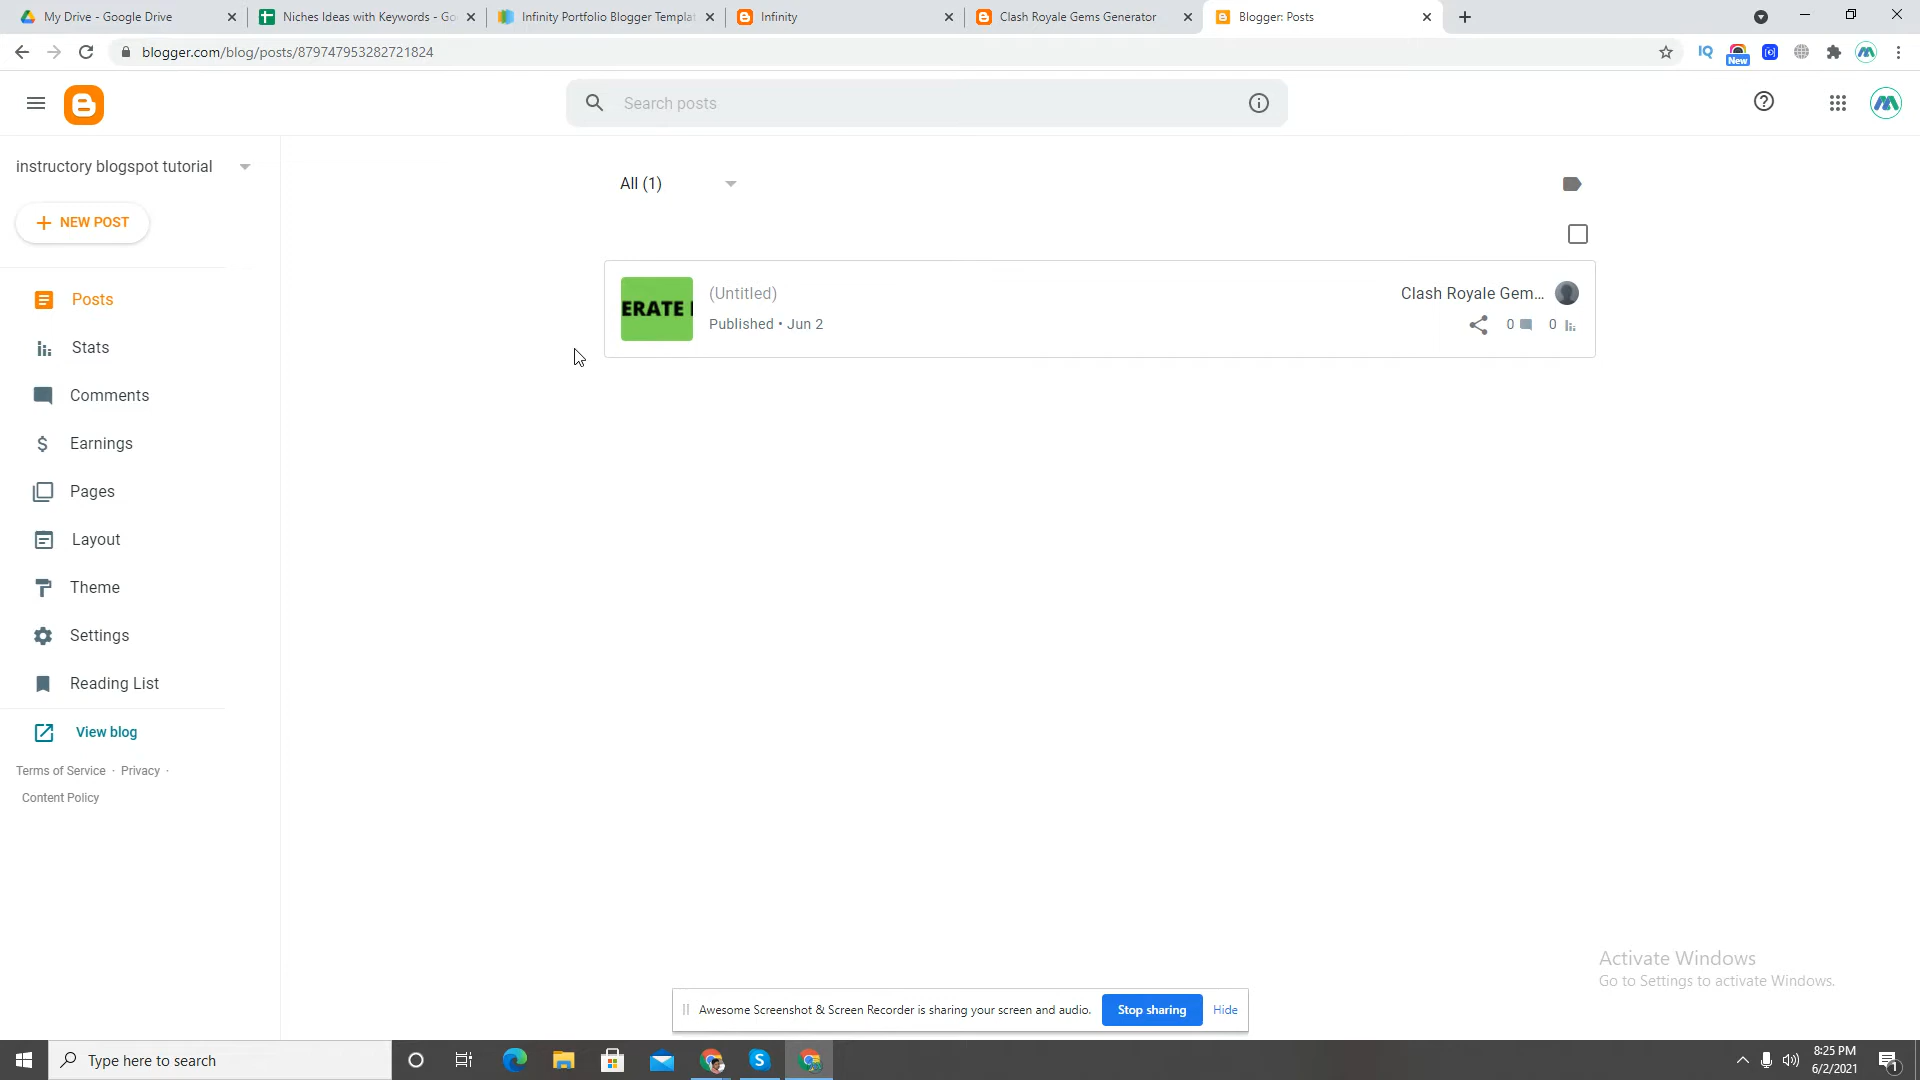 My Drive - Google Drive
Niches Ideas with Keywords - Go
Infinity Portfolio Blogger Templat
Infinity
Clash Royale Gems Generator
Blogger: Posts
blogger.com/blog/posts/879747953282721824
IQ
New
Search posts
instructory blogspot tutorial
All (1)
NEW POST
(Untitled)
Clash Royale Gem...
ERATE
Published • Jun 2
0
0
Posts
Stats
Comments
Earnings
Pages
Layout
Theme
Settings
Reading List
View blog
Terms of Service · Privacy ·
Content Policy
Activate Windows
Go to Settings to activate Windows.
Awesome Screenshot & Screen Recorder is sharing your screen and audio.
Stop sharing
Hide
Type here to search
8:25 PM
6/2/2021
1